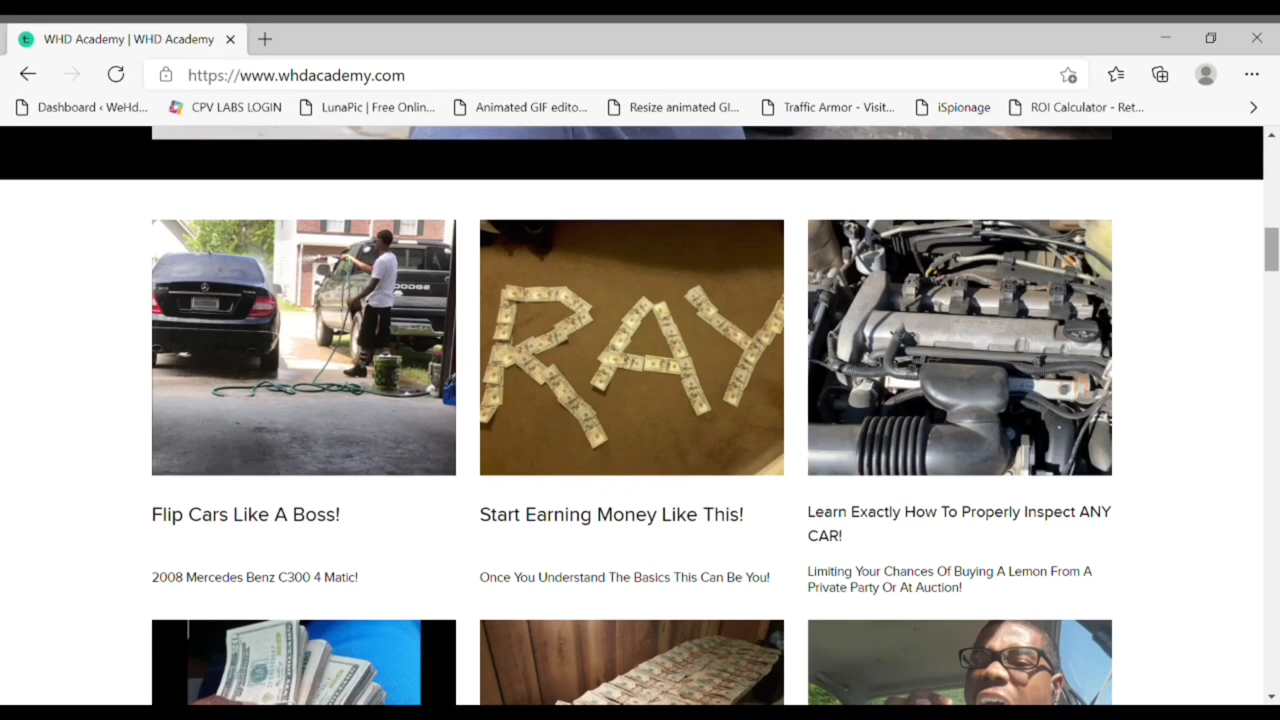 WHD Academy | WHD Academy
https://www.whdacademy.com
Dashboard ‹ WeHd... CPV LABS LOGIN LunaPic | Free Onlin... Animated GIF edito... Resize animated GI... Traffic Armor - Visit... iSpionage ROI Calculator - Ret...
DODGE
RAY
Flip Cars Like A Boss!
Start Earning Money Like This!
Learn Exactly How To Properly Inspect ANY
CAR!
2008 Mercedes Benz C300 4 Matic!
Once You Understand The Basics This Can Be You!
Limiting Your Chances Of Buying A Lemon From A
Private Party Or At Auction!